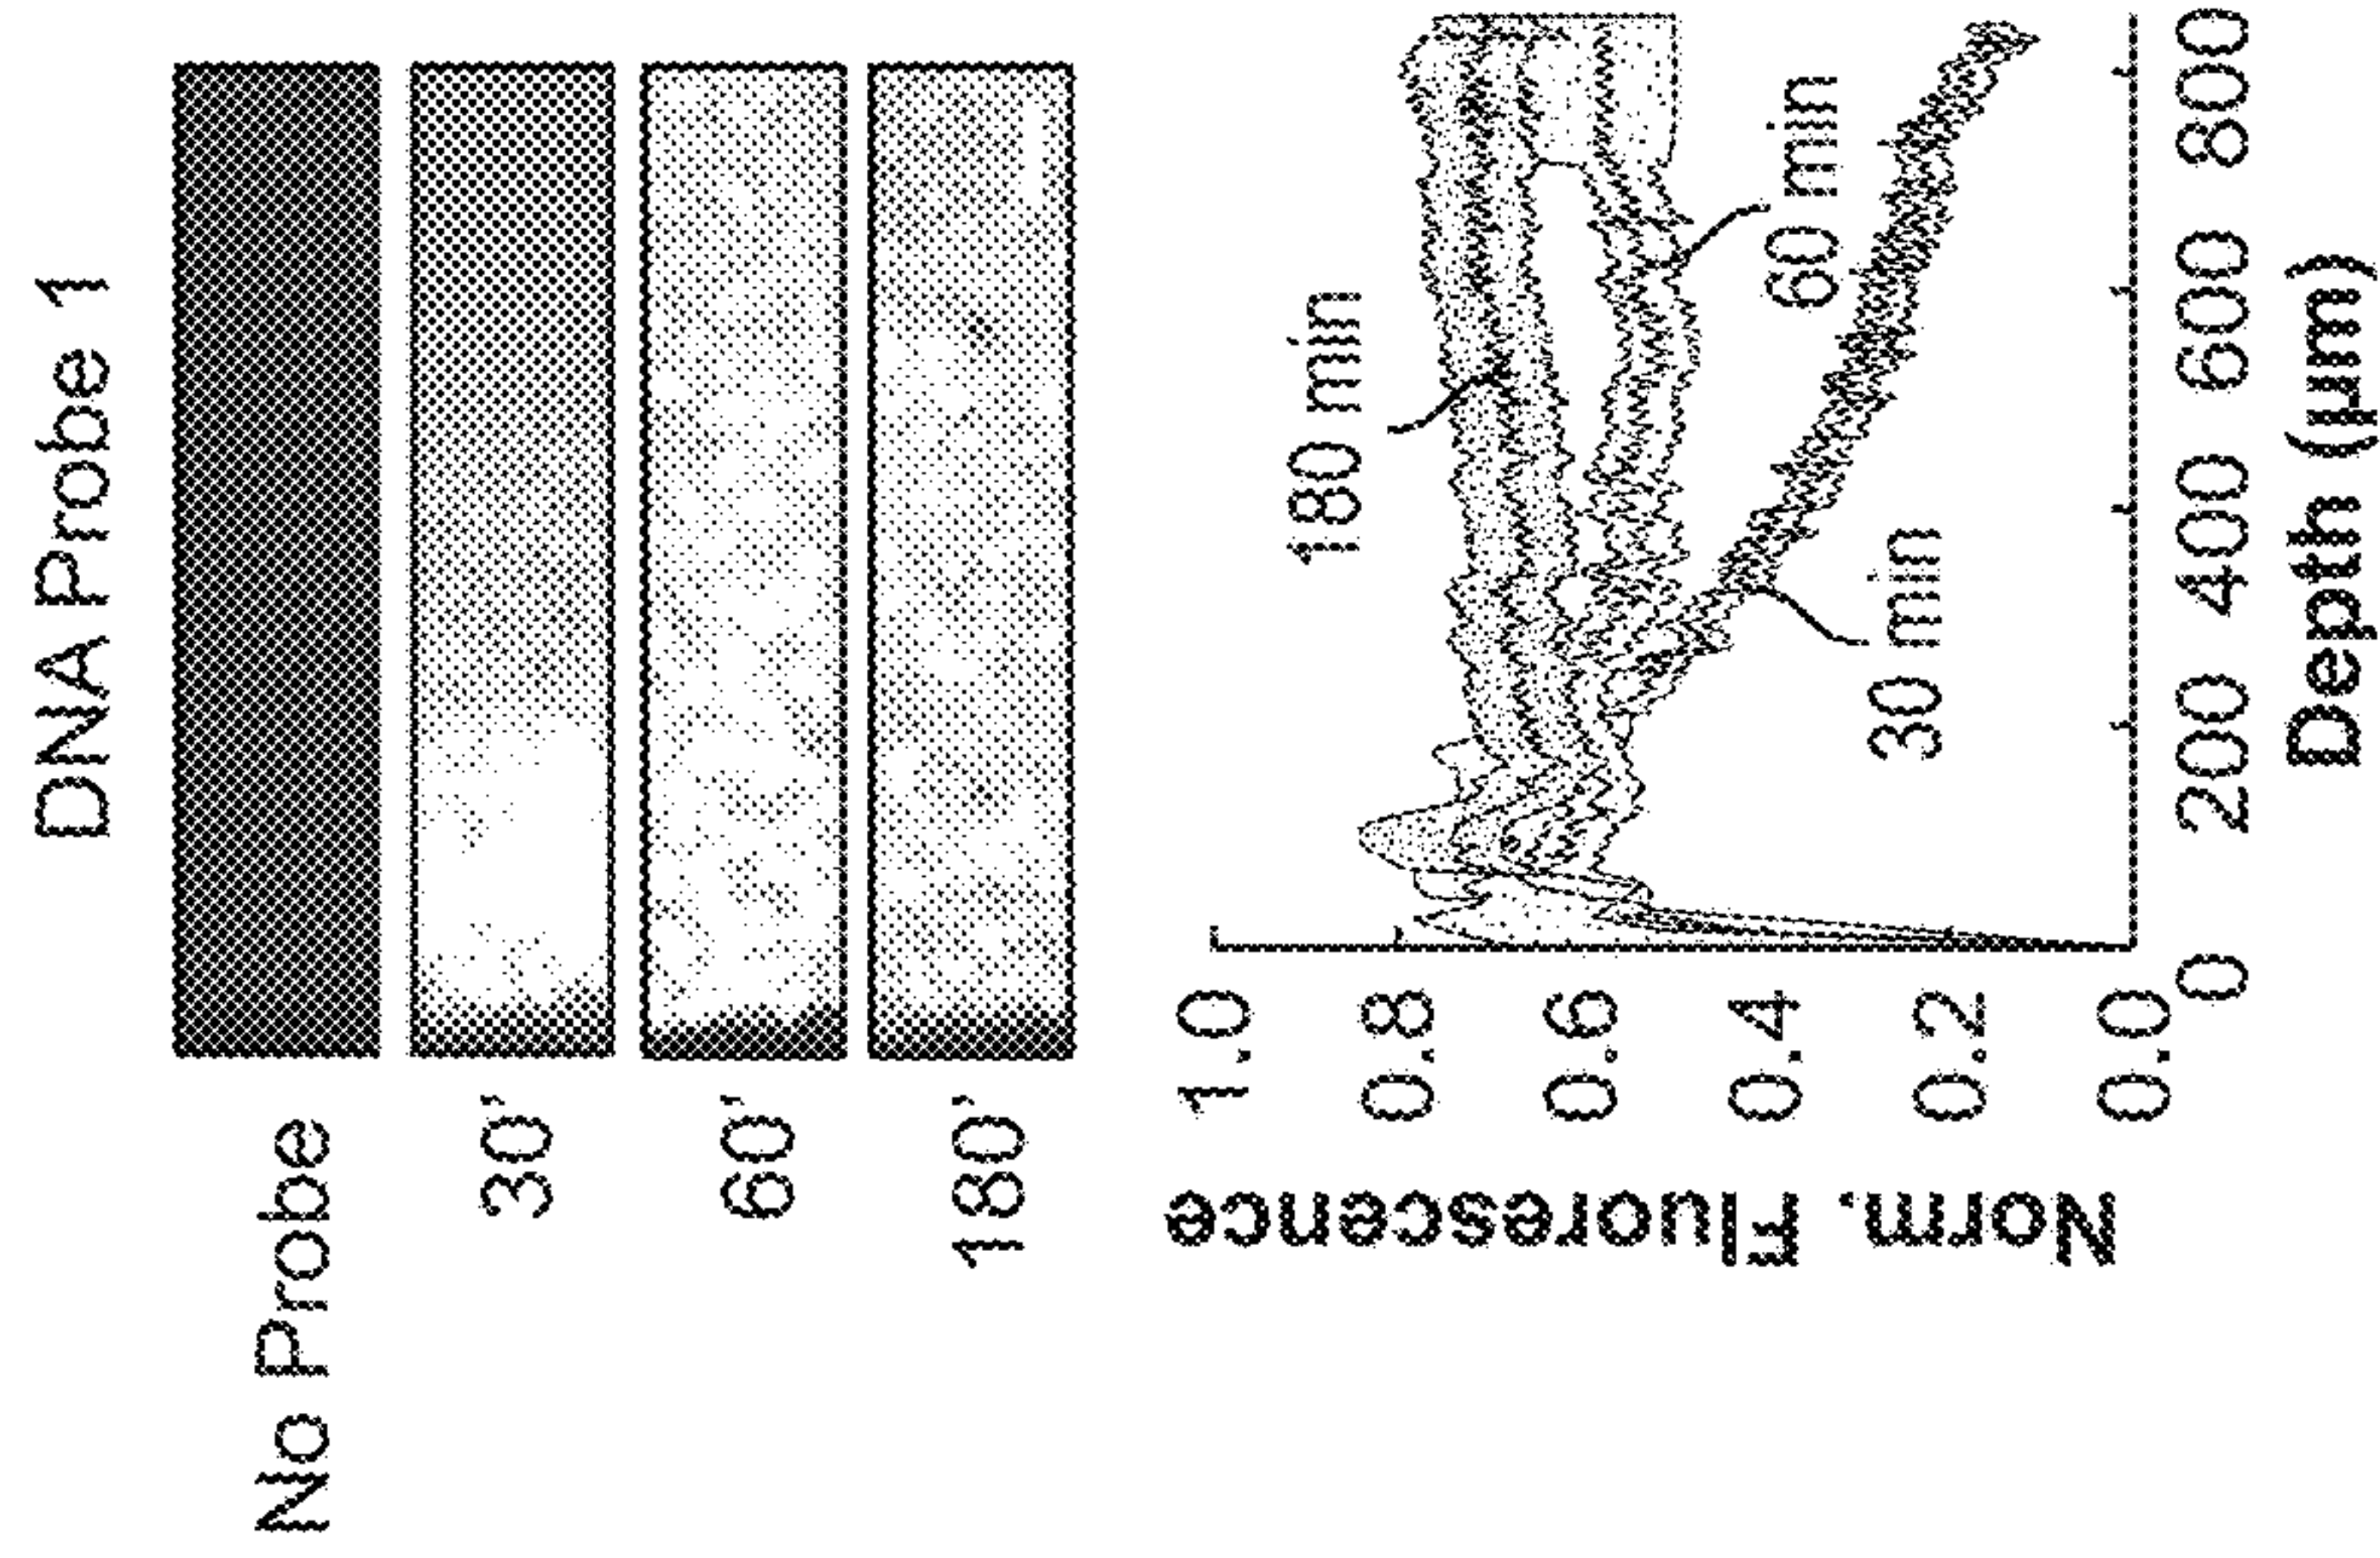 DNA Probe 1
No Probe
30'
60'
180'
Norm. Fluorescence
1.0
0.8
0.6
0.4
0.2
0.0
180 min
60 min
30 min
0 200 400 600 800
Depth (µm)